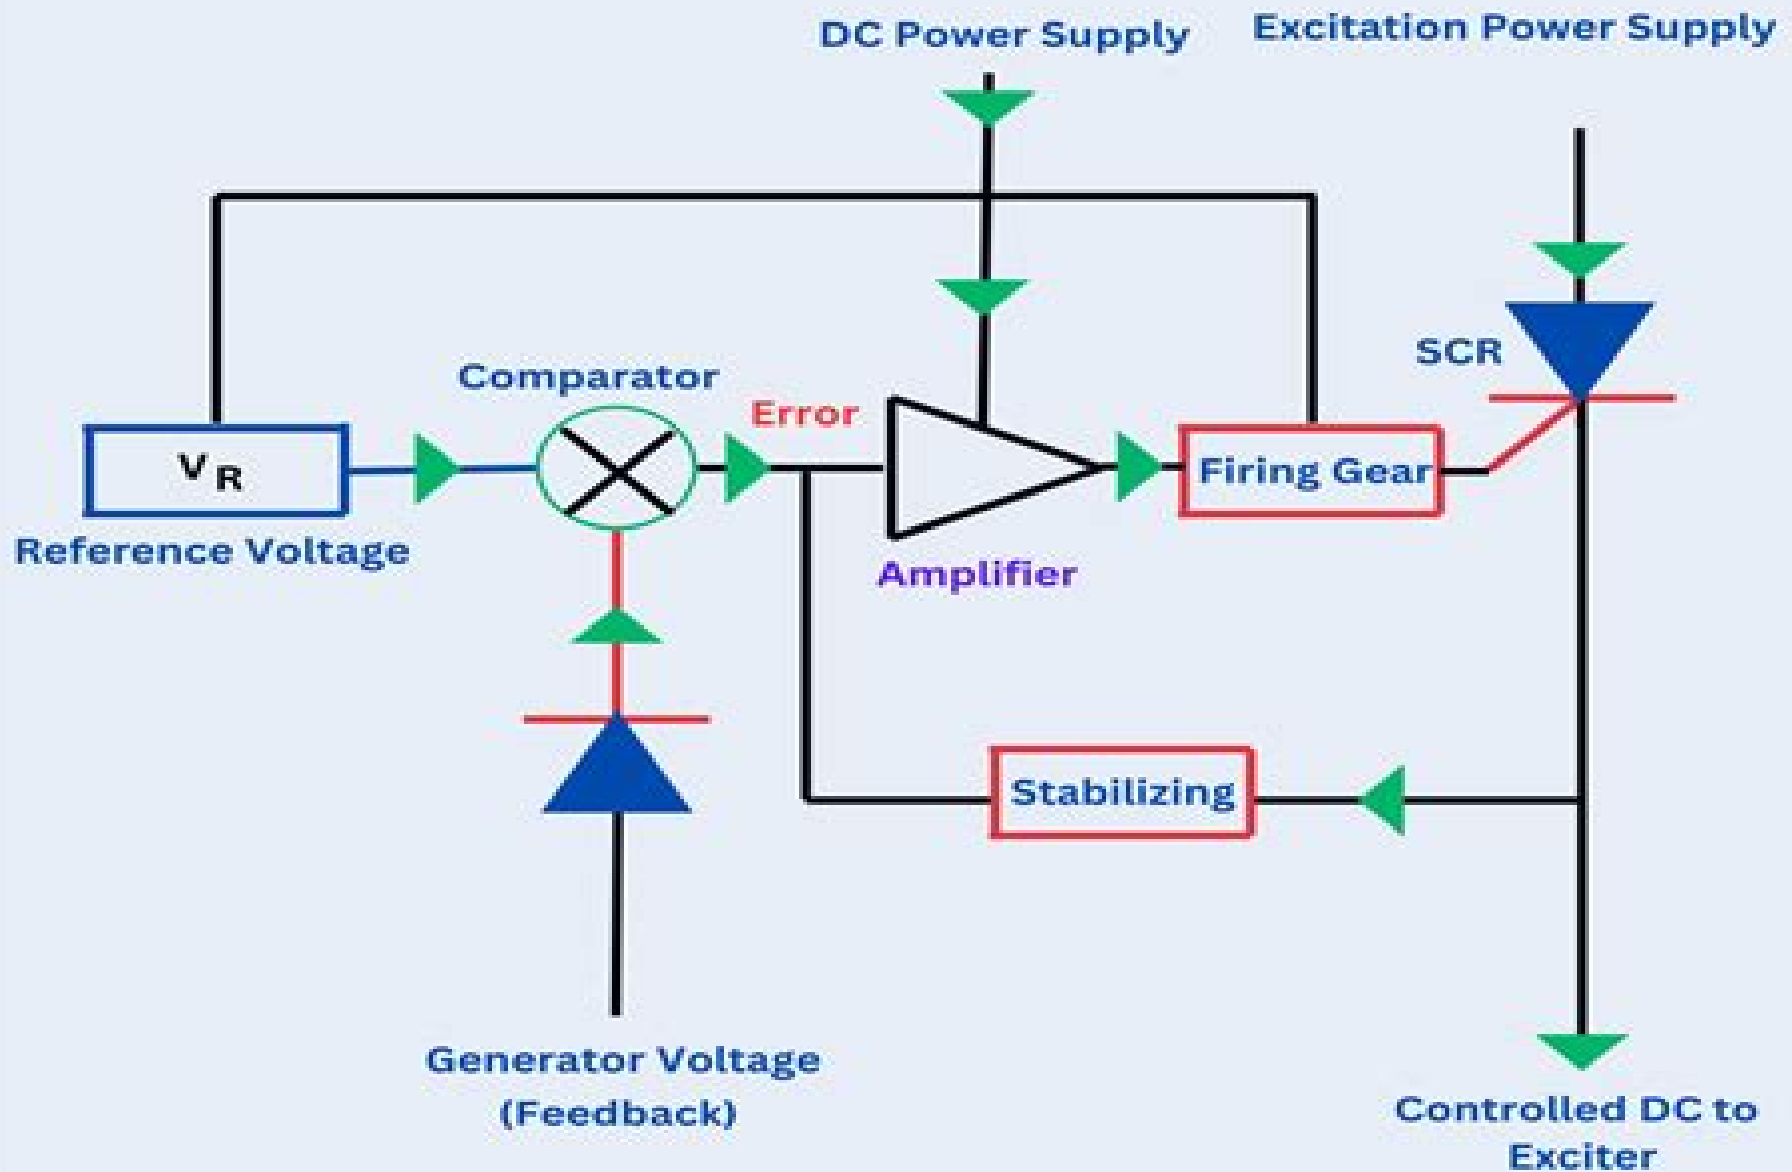 DC Power Supply
Excitation Power Supply
SCR
Comparator
Error
V R
Firing Gear
Reference Voltage
Amplifier
Stabilizing
Generator Voltage
(Feedback)
Controlled DC to
Exciter